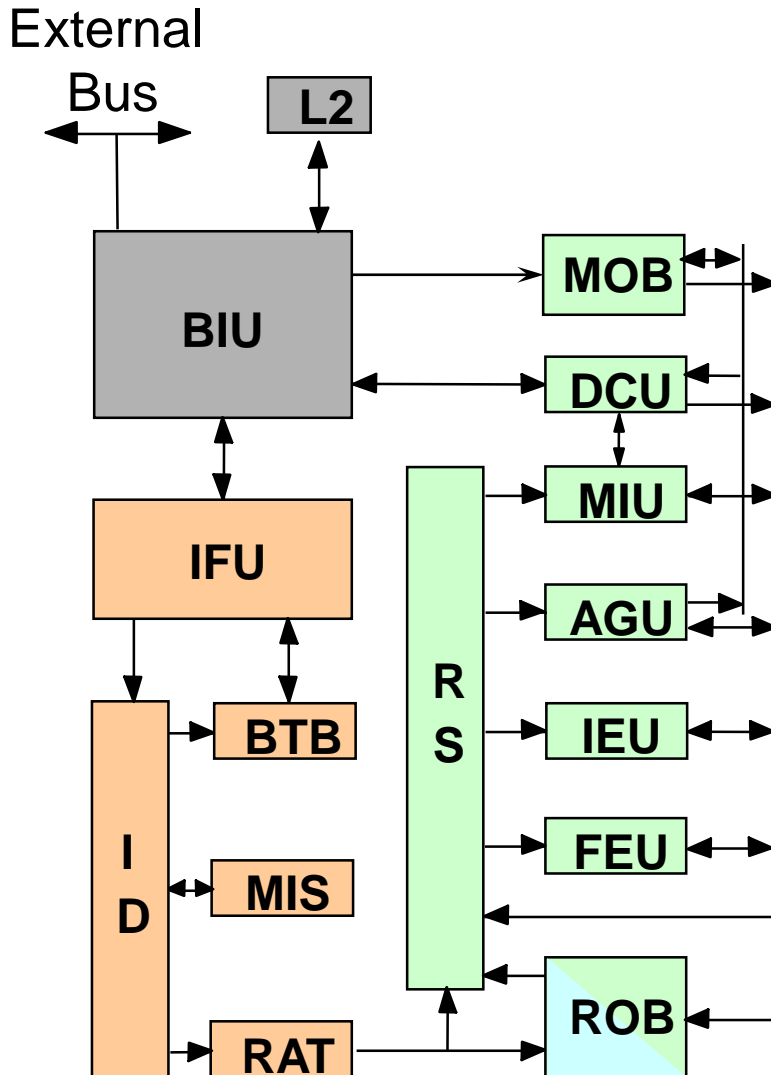 External
Bus
L2
BIU
MOB
DCU
MIU
IFU
AGU
R
S
BTB
IEU
I
D
FEU
MIS
ROB
RAT